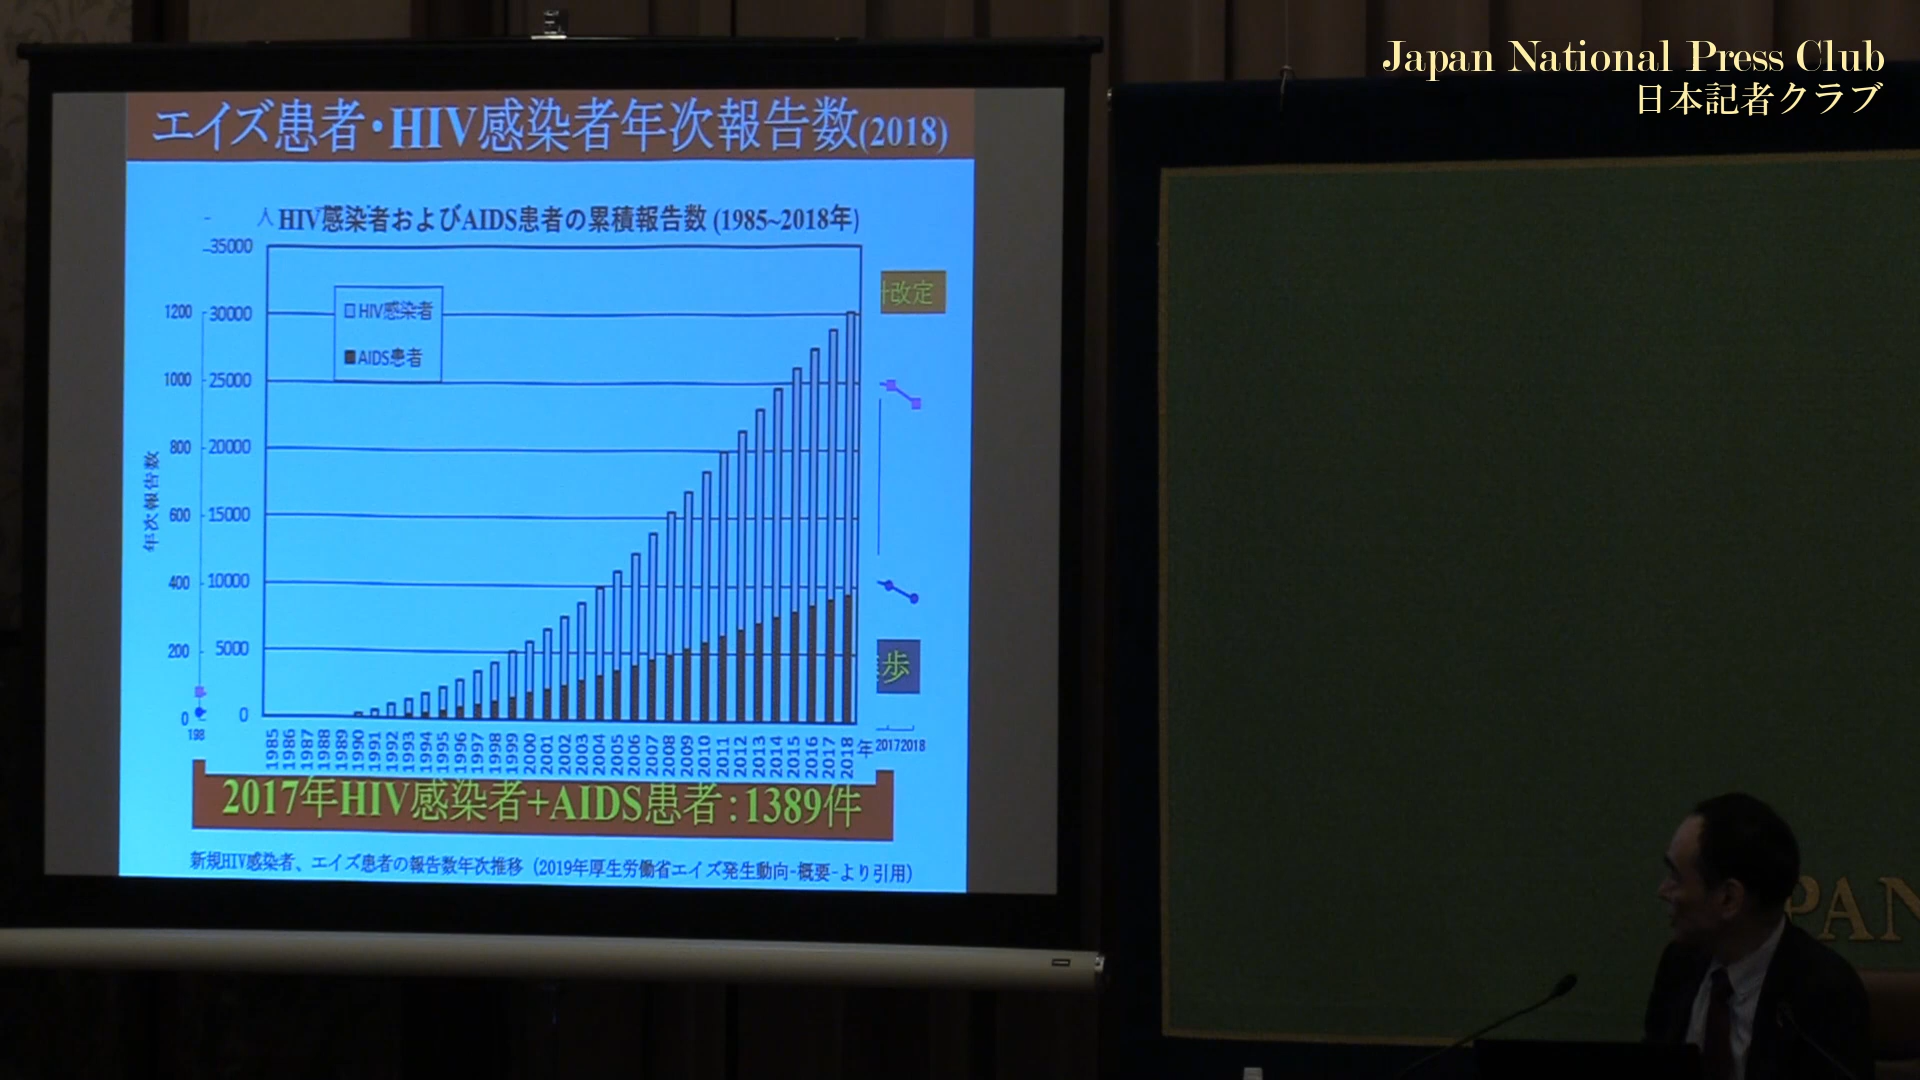 Japan National Press Club
日本記者クラブ
エイズ患者・HIV感染者年次報告数(2018)
人 HIV感染者およびAIDS患者の累積報告数 (1985~2018年)
35000
30000
25000
20000
15000
10000
5000
0
1200
1000
800
600
400
200
0
198
年次報告数
HIV感染者
AIDS患者
改定
歩
1985 1986 1987 1988 1989 1990 1991 1992 1993 1994 1995 1996 1997 1998 1999 2000 2001 2002 2003 2004 2005 2006 2007 2008 2009 2010 2011 2012 2013 2014 2015 2016 2017 2018 年
2017 2018
2017年HIV感染者+AIDS患者:1389件
新規HIV感染者、エイズ患者の報告数年次推移（2019年厚生労働省エイズ発生動向-概要-より引用）
PAN